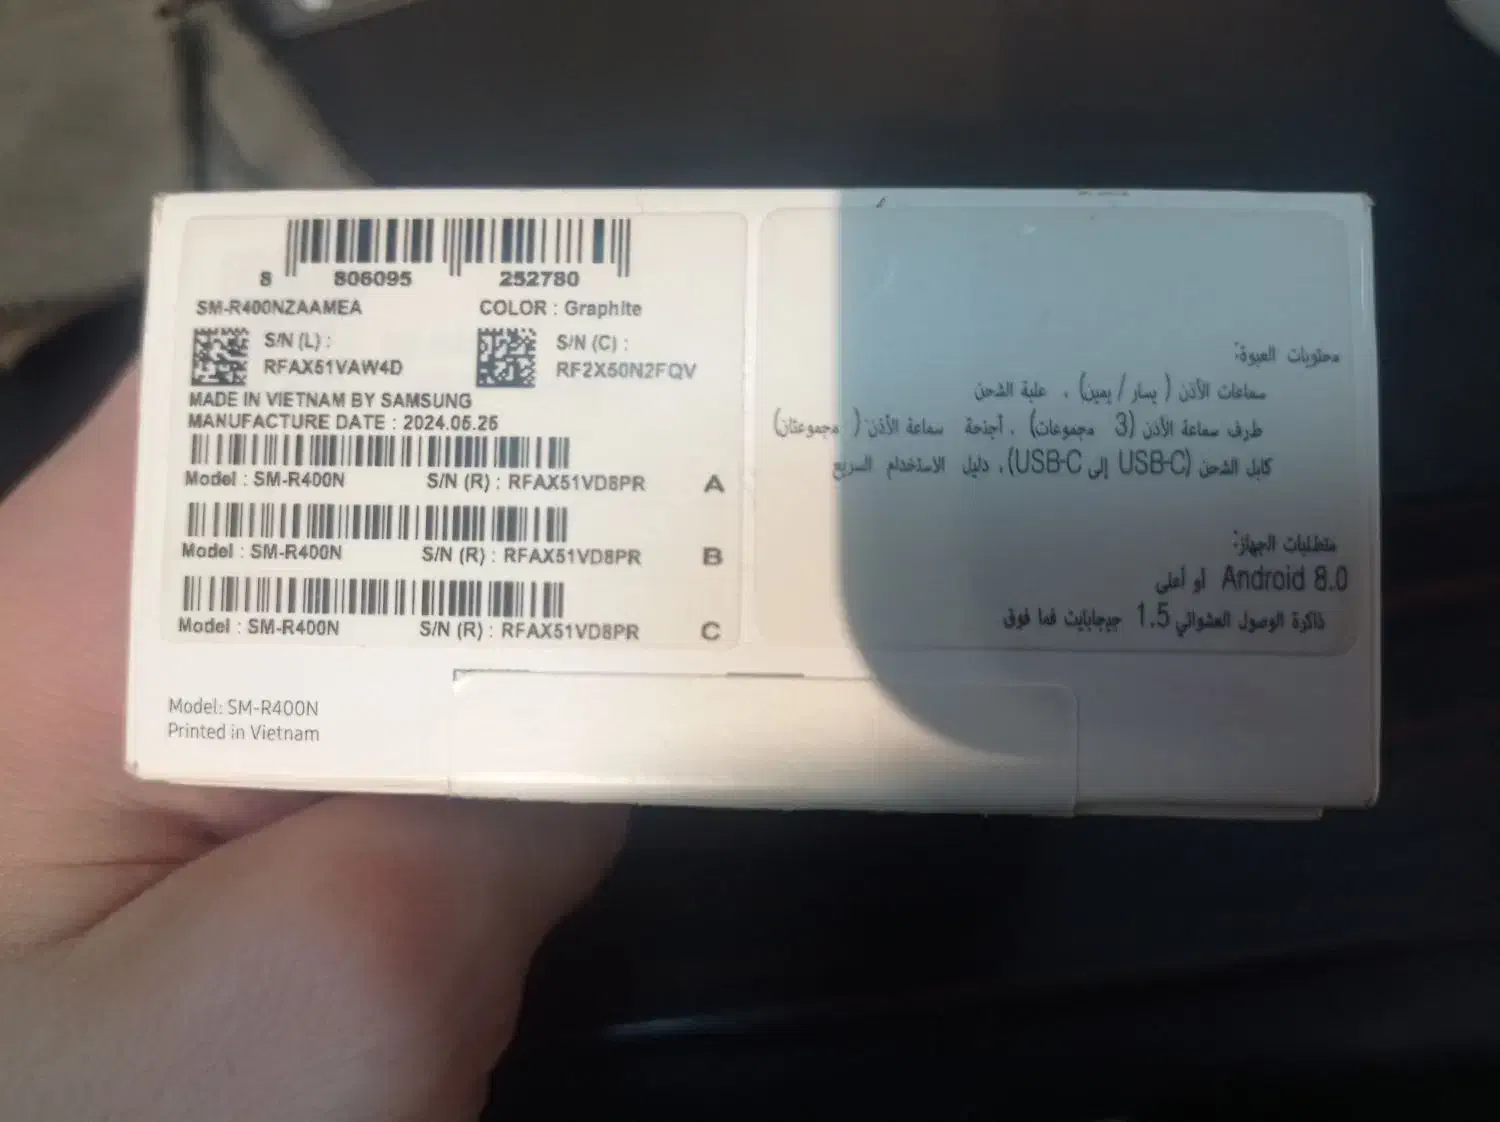 8 806095 252780
SM-R400NZAAMEA COLOR : Graphite
S/N (L) : S/N (C) :
RFAX51VAW4D RF2X50N2FQV
MADE IN VIETNAM BY SAMSUNG
MANUFACTURE DATE : 2024.05.25
Model : SM-R400N S/N (R) : RFAX51VD8PR A
Model : SM-R400N S/N (R) : RFAX51VD8PR B
Model : SM-R400N S/N (R) : RFAX51VD8PR C
Model: SM-R400N
Printed in Vietnam
محتويات العبوة:
سماعات الأذن ( يسار / يمين) ، علبة الشحن
طرف سماعة الأذن (3 مجموعات) ، أجنحة سماعة الأذن ( مجموعتان)
كابل الشحن (USB-C إلى USB-C)، دليل الاستخدام السريع
متطلبات الجهاز:
Android 8.0 أو أعلى
ذاكرة الوصول العشوائي 1.5 جيجابايت فما فوق